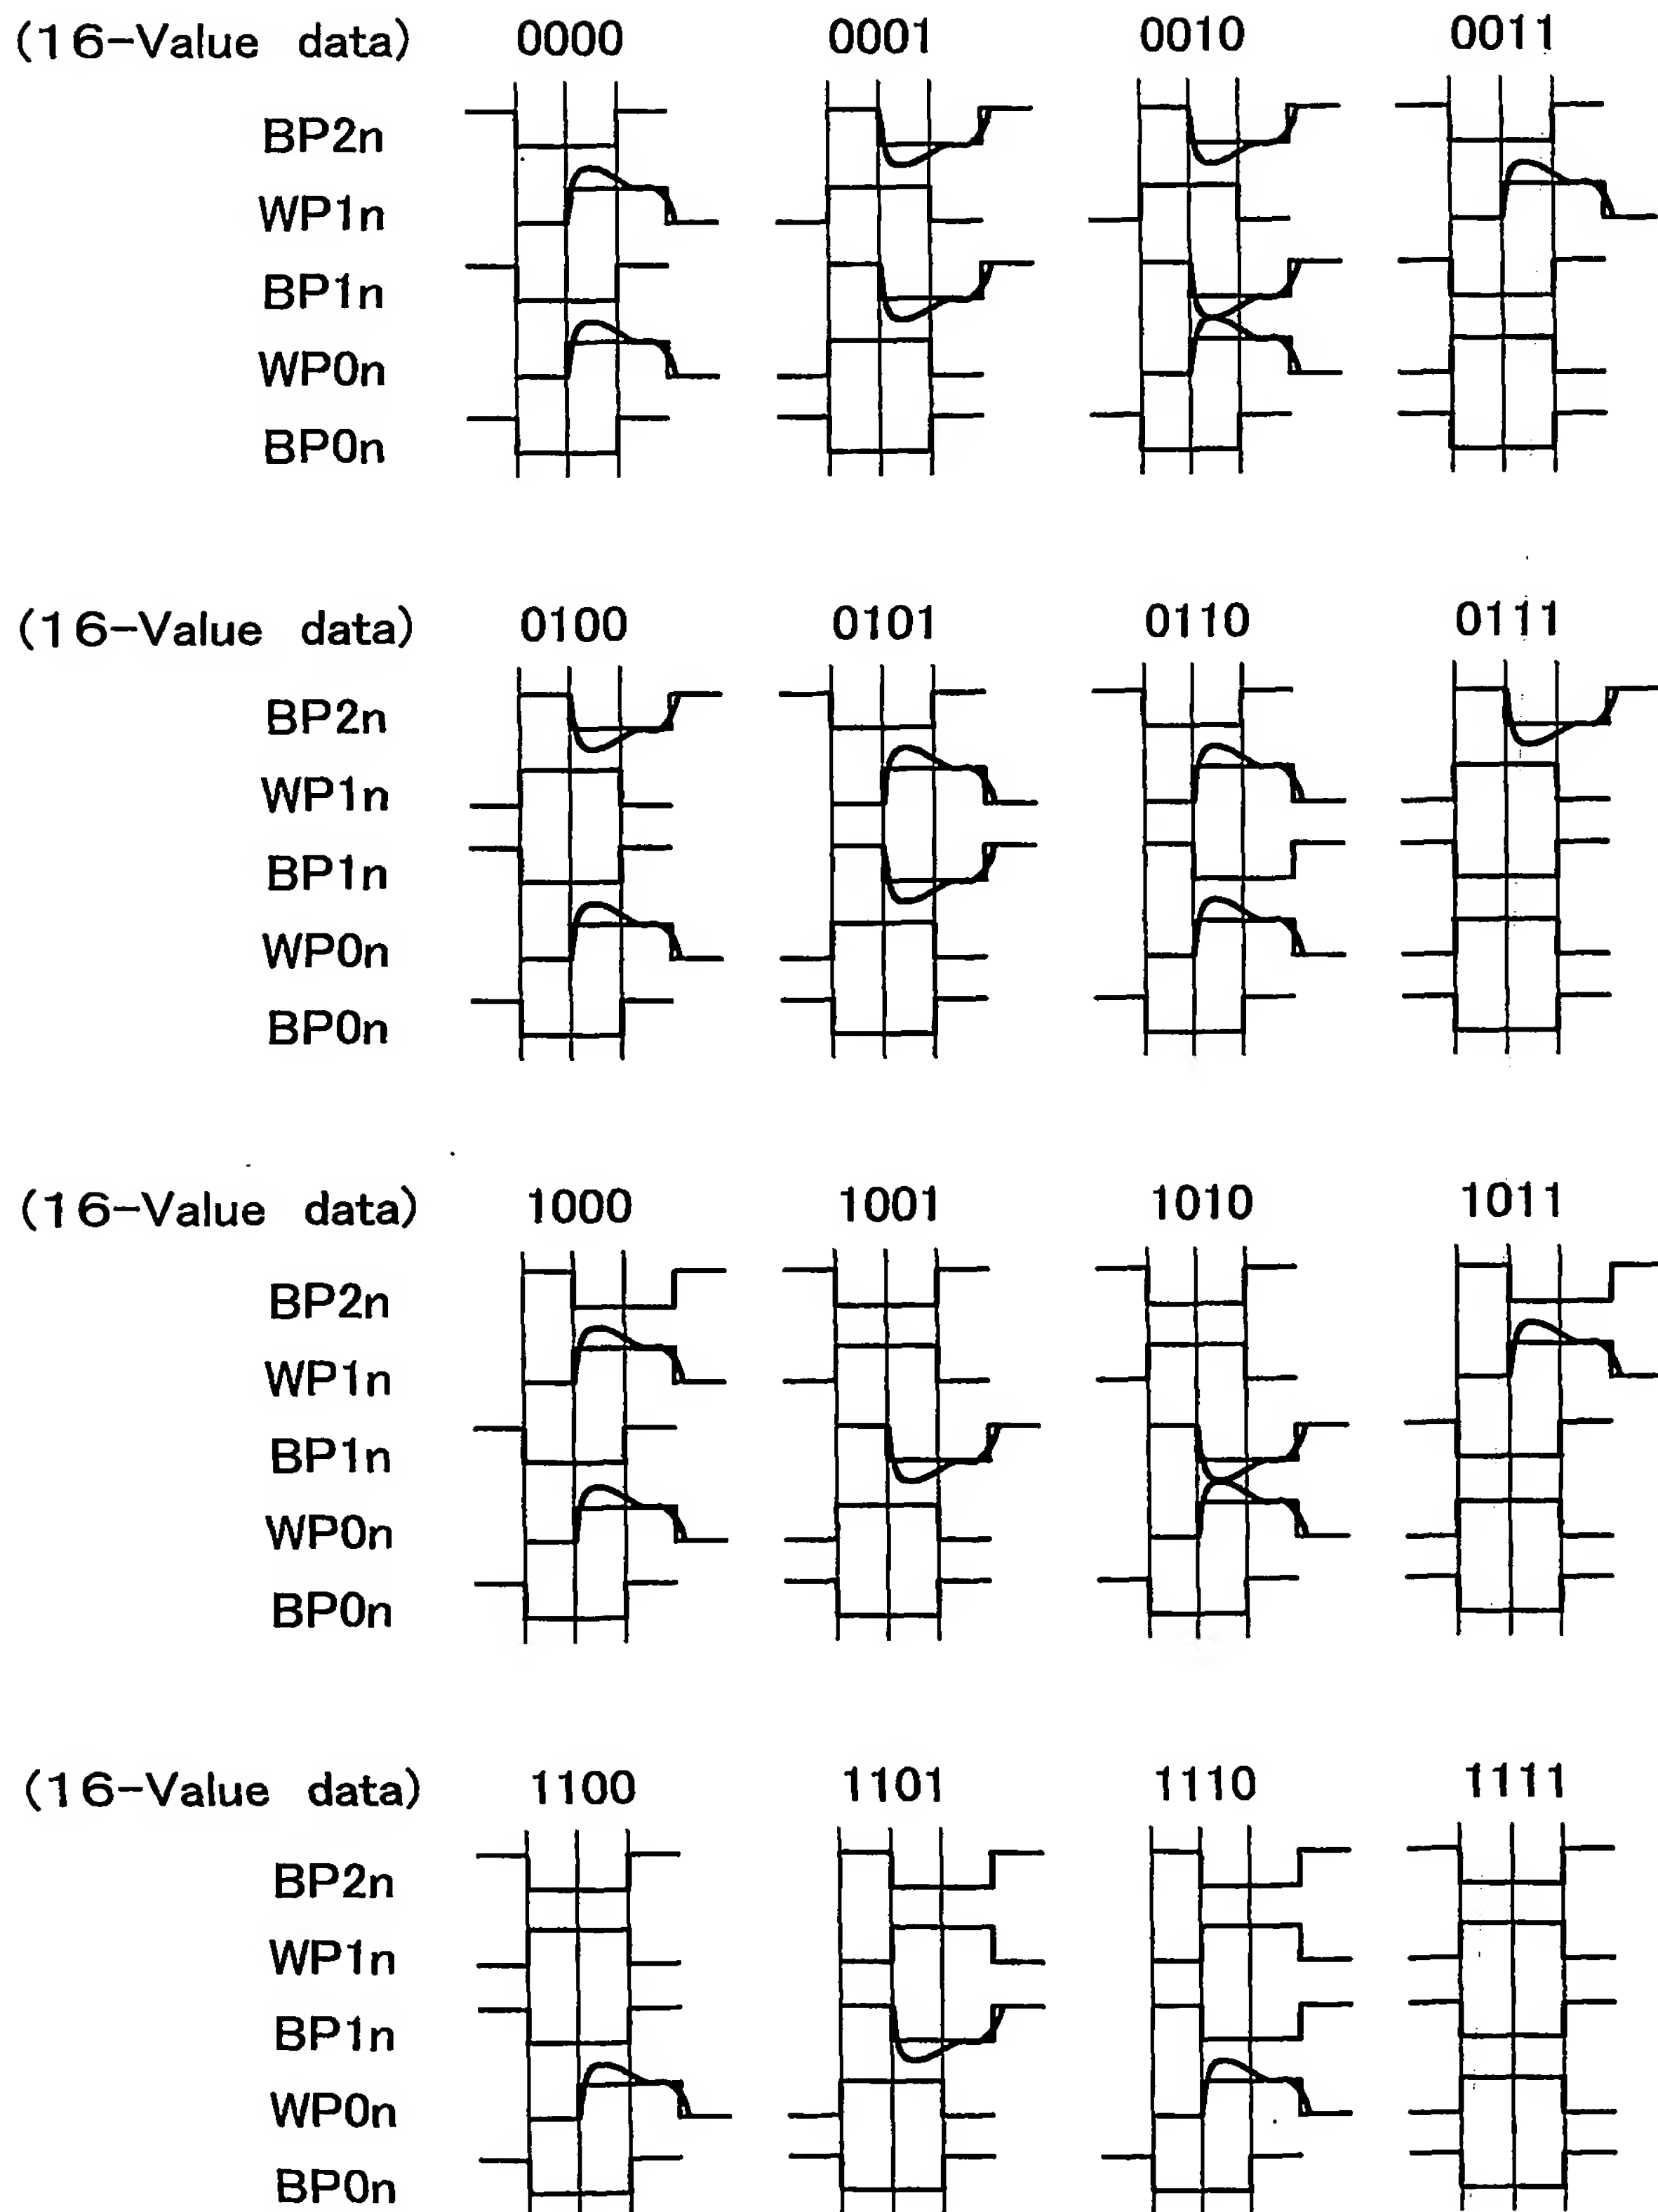 (16-Value data) 0000 0001 0010 0011
BP2n
WP1n
BP1n
WP0n
BP0n
(16-Value data) 0100 0101 0110 0111
BP2n
WP1n
BP1n
WP0n
BP0n
(16-Value data) 1000 1001 1010 1011
BP2n
WP1n
BP1n
WP0n
BP0n
(16-Value data) 1100 1101 1110 1111
BP2n
WP1n
BP1n
WP0n
BP0n